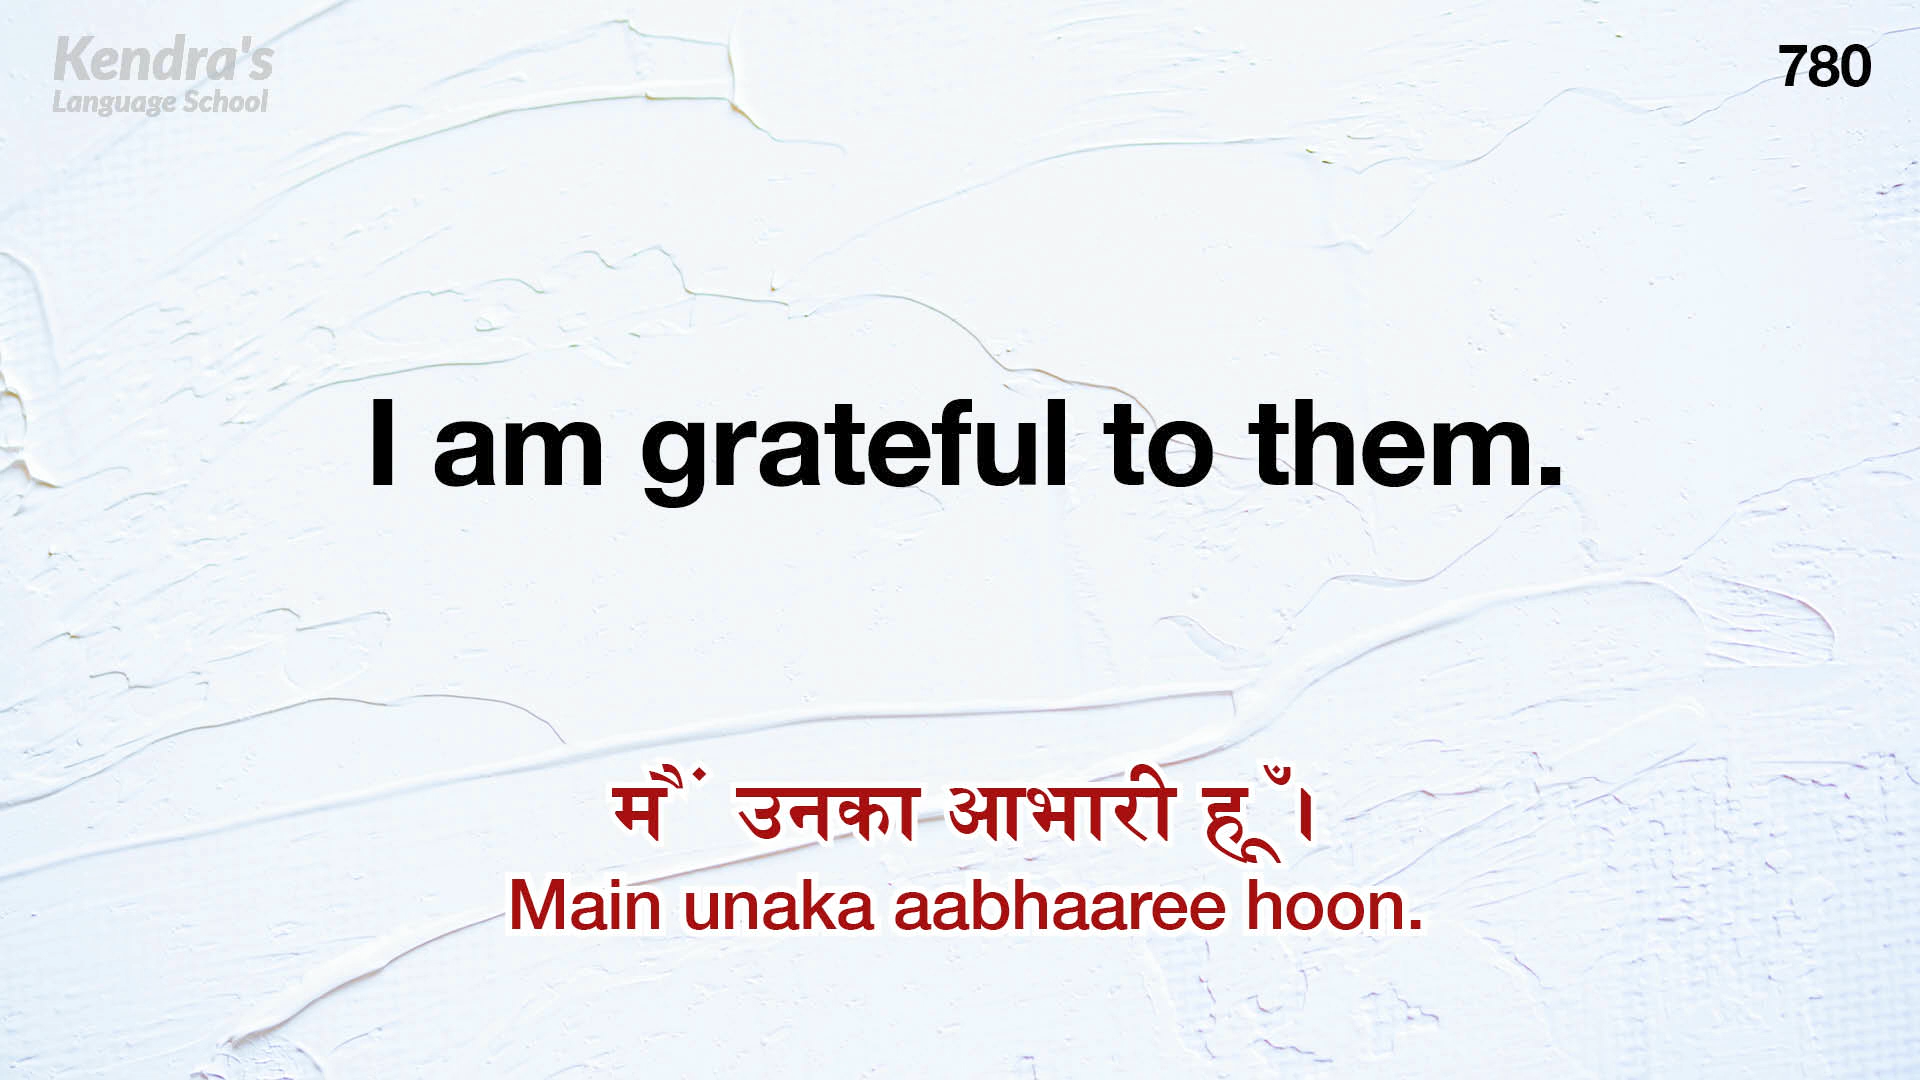 Kendra's
Language School
780
I am grateful to them.
मैं उनका आभारी हूँ।
Main unaka aabhaaree hoon.